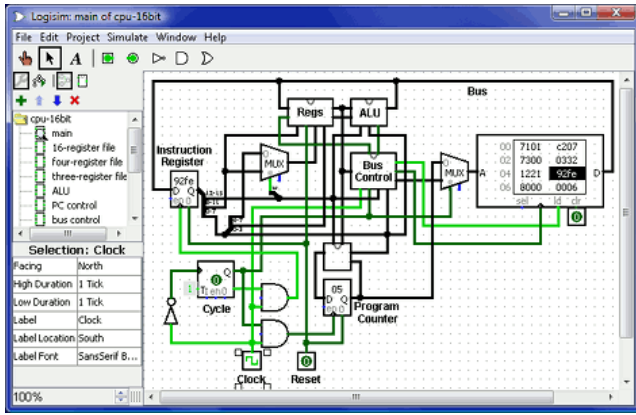 Logisim: main of cpu-16bit
File Edit Project Simulate Window Help
A
cpu-16bit
main
16-register file
four-register file
three-register file
ALU
PC control
bus control
Selection: Clock
Facing North
High Duration 1 Tick
Low Duration 1 Tick
Label Clock
Label Location South
Label Font SansSerif B...
100%
Bus
Regs
ALU
Instruction
Register
92fe
D Q
MUX
Bus
Control
MUX
A
00 7101 c207
02 7300 0332
04 1221 92fe
06 8000 0006
D
sel ld clr
0
12-15
Q
0
1
Cycle
05
D Q
Program
Counter
Clock
Reset
0